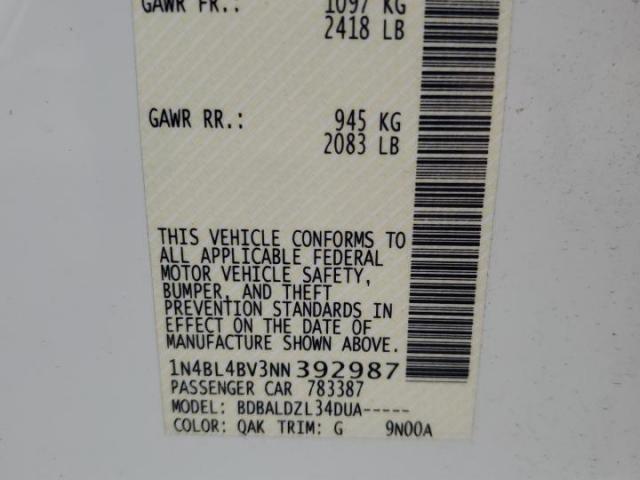 GAWR FR.: 1097 KG
2418 LB
GAWR RR.: 945 KG
2083 LB
THIS VEHICLE CONFORMS TO
ALL APPLICABLE FEDERAL
MOTOR VEHICLE SAFETY,
BUMPER, AND THEFT
PREVENTION STANDARDS IN
EFFECT ON THE DATE OF
MANUFACTURE SHOWN ABOVE.
1N4BL4BV3NN392987
PASSENGER CAR 783387
MODEL: BDBALDZL34DUA-----
COLOR: QAK TRIM: G 9N00A